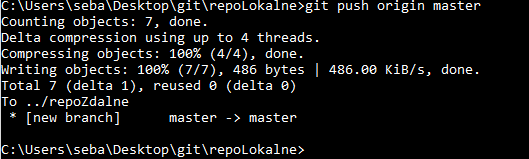 C:\Users\seba\Desktop\git\repoLokalne>git push origin master
Counting objects: 7, done.
Delta compression using up to 4 threads.
Compressing objects: 100% (4/4), done.
Writing objects: 100% (7/7), 486 bytes | 486.00 KiB/s, done.
Total 7 (delta 1), reused 0 (delta 0)
To ../repoZdalne
 * [new branch]      master -> master
C:\Users\seba\Desktop\git\repoLokalne>